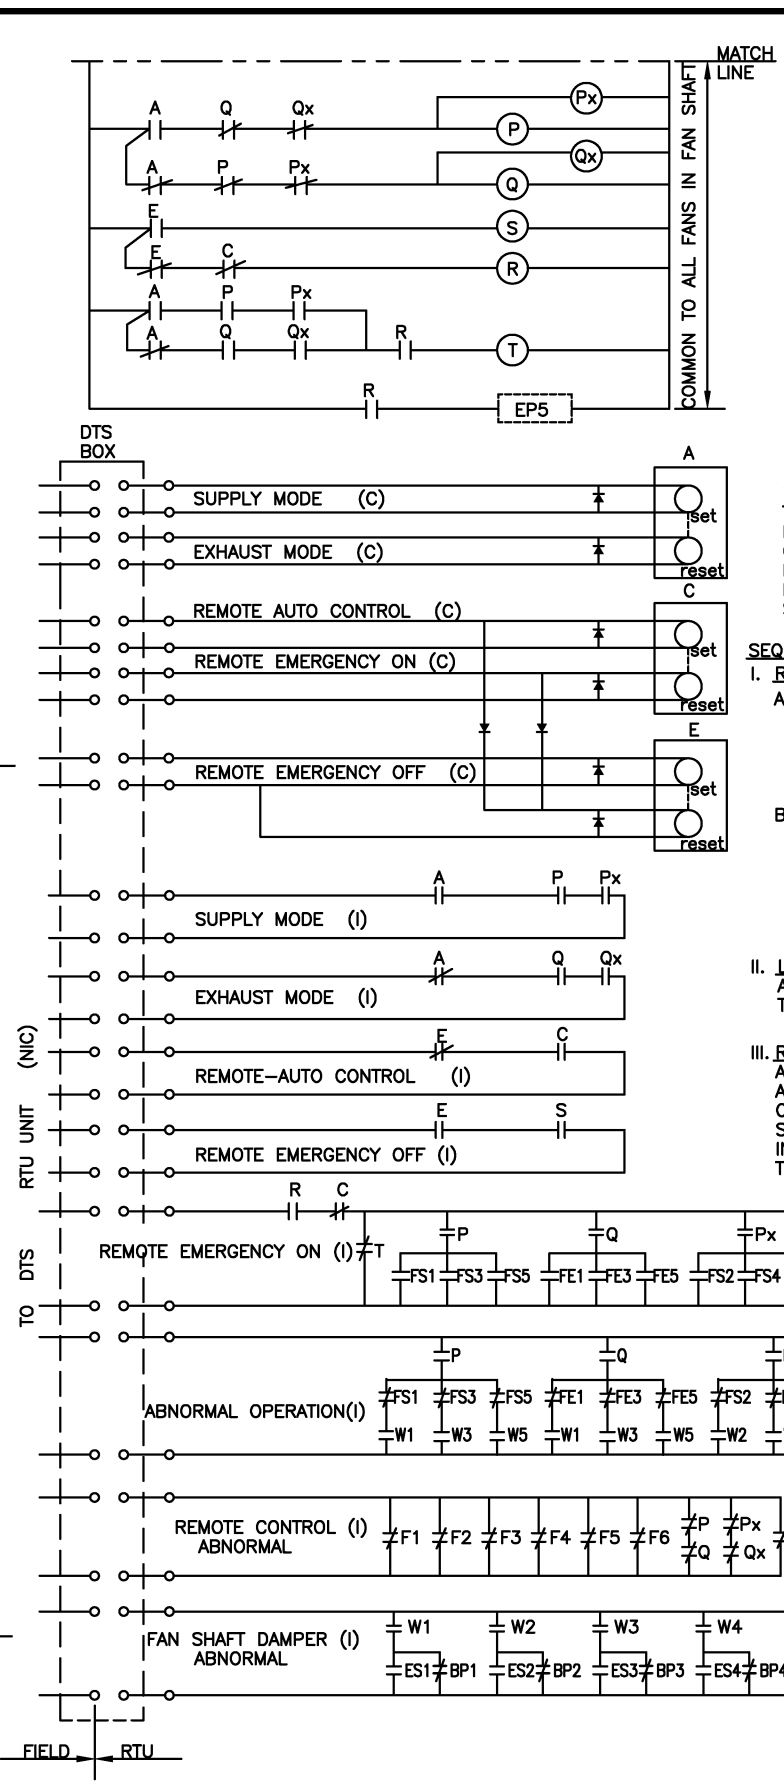 MATCH
LINE
COMMON TO ALL FANS IN FAN SHAFT
Px
A Q Qx
P
Qx
A P Px
Q
E
S
E C
R
A P Px
A Q Qx R
T
R
EP5
DTS
BOX
A
SUPPLY MODE (C)
set
EXHAUST MODE (C)
reset
C
REMOTE AUTO CONTROL (C)
set
REMOTE EMERGENCY ON (C)
reset
E
REMOTE EMERGENCY OFF (C)
set
reset
SEQ
I. R
A
B
II. L
A
T
III. R
A
A
C
S
IN
T
A P Px
SUPPLY MODE (I)
A Q Qx
EXHAUST MODE (I)
E C
REMOTE-AUTO CONTROL (I)
E S
REMOTE EMERGENCY OFF (I)
TO DTS RTU UNIT (NIC)
R C
P Q Px
REMOTE EMERGENCY ON (I) T
FS1 FS3 FS5 FE1 FE3 FE5 FS2 FS4
P Q
FS1 FS3 FS5 FE1 FE3 FE5 FS2
ABNORMAL OPERATION(I)
W1 W3 W5 W1 W3 W5 W2
REMOTE CONTROL (I)
ABNORMAL
F1 F2 F3 F4 F5 F6
P Px
Q Qx
W1 W2 W3 W4
FAN SHAFT DAMPER (I)
ABNORMAL
ES1 BP1 ES2 BP2 ES3 BP3 ES4 BP4
FIELD RTU